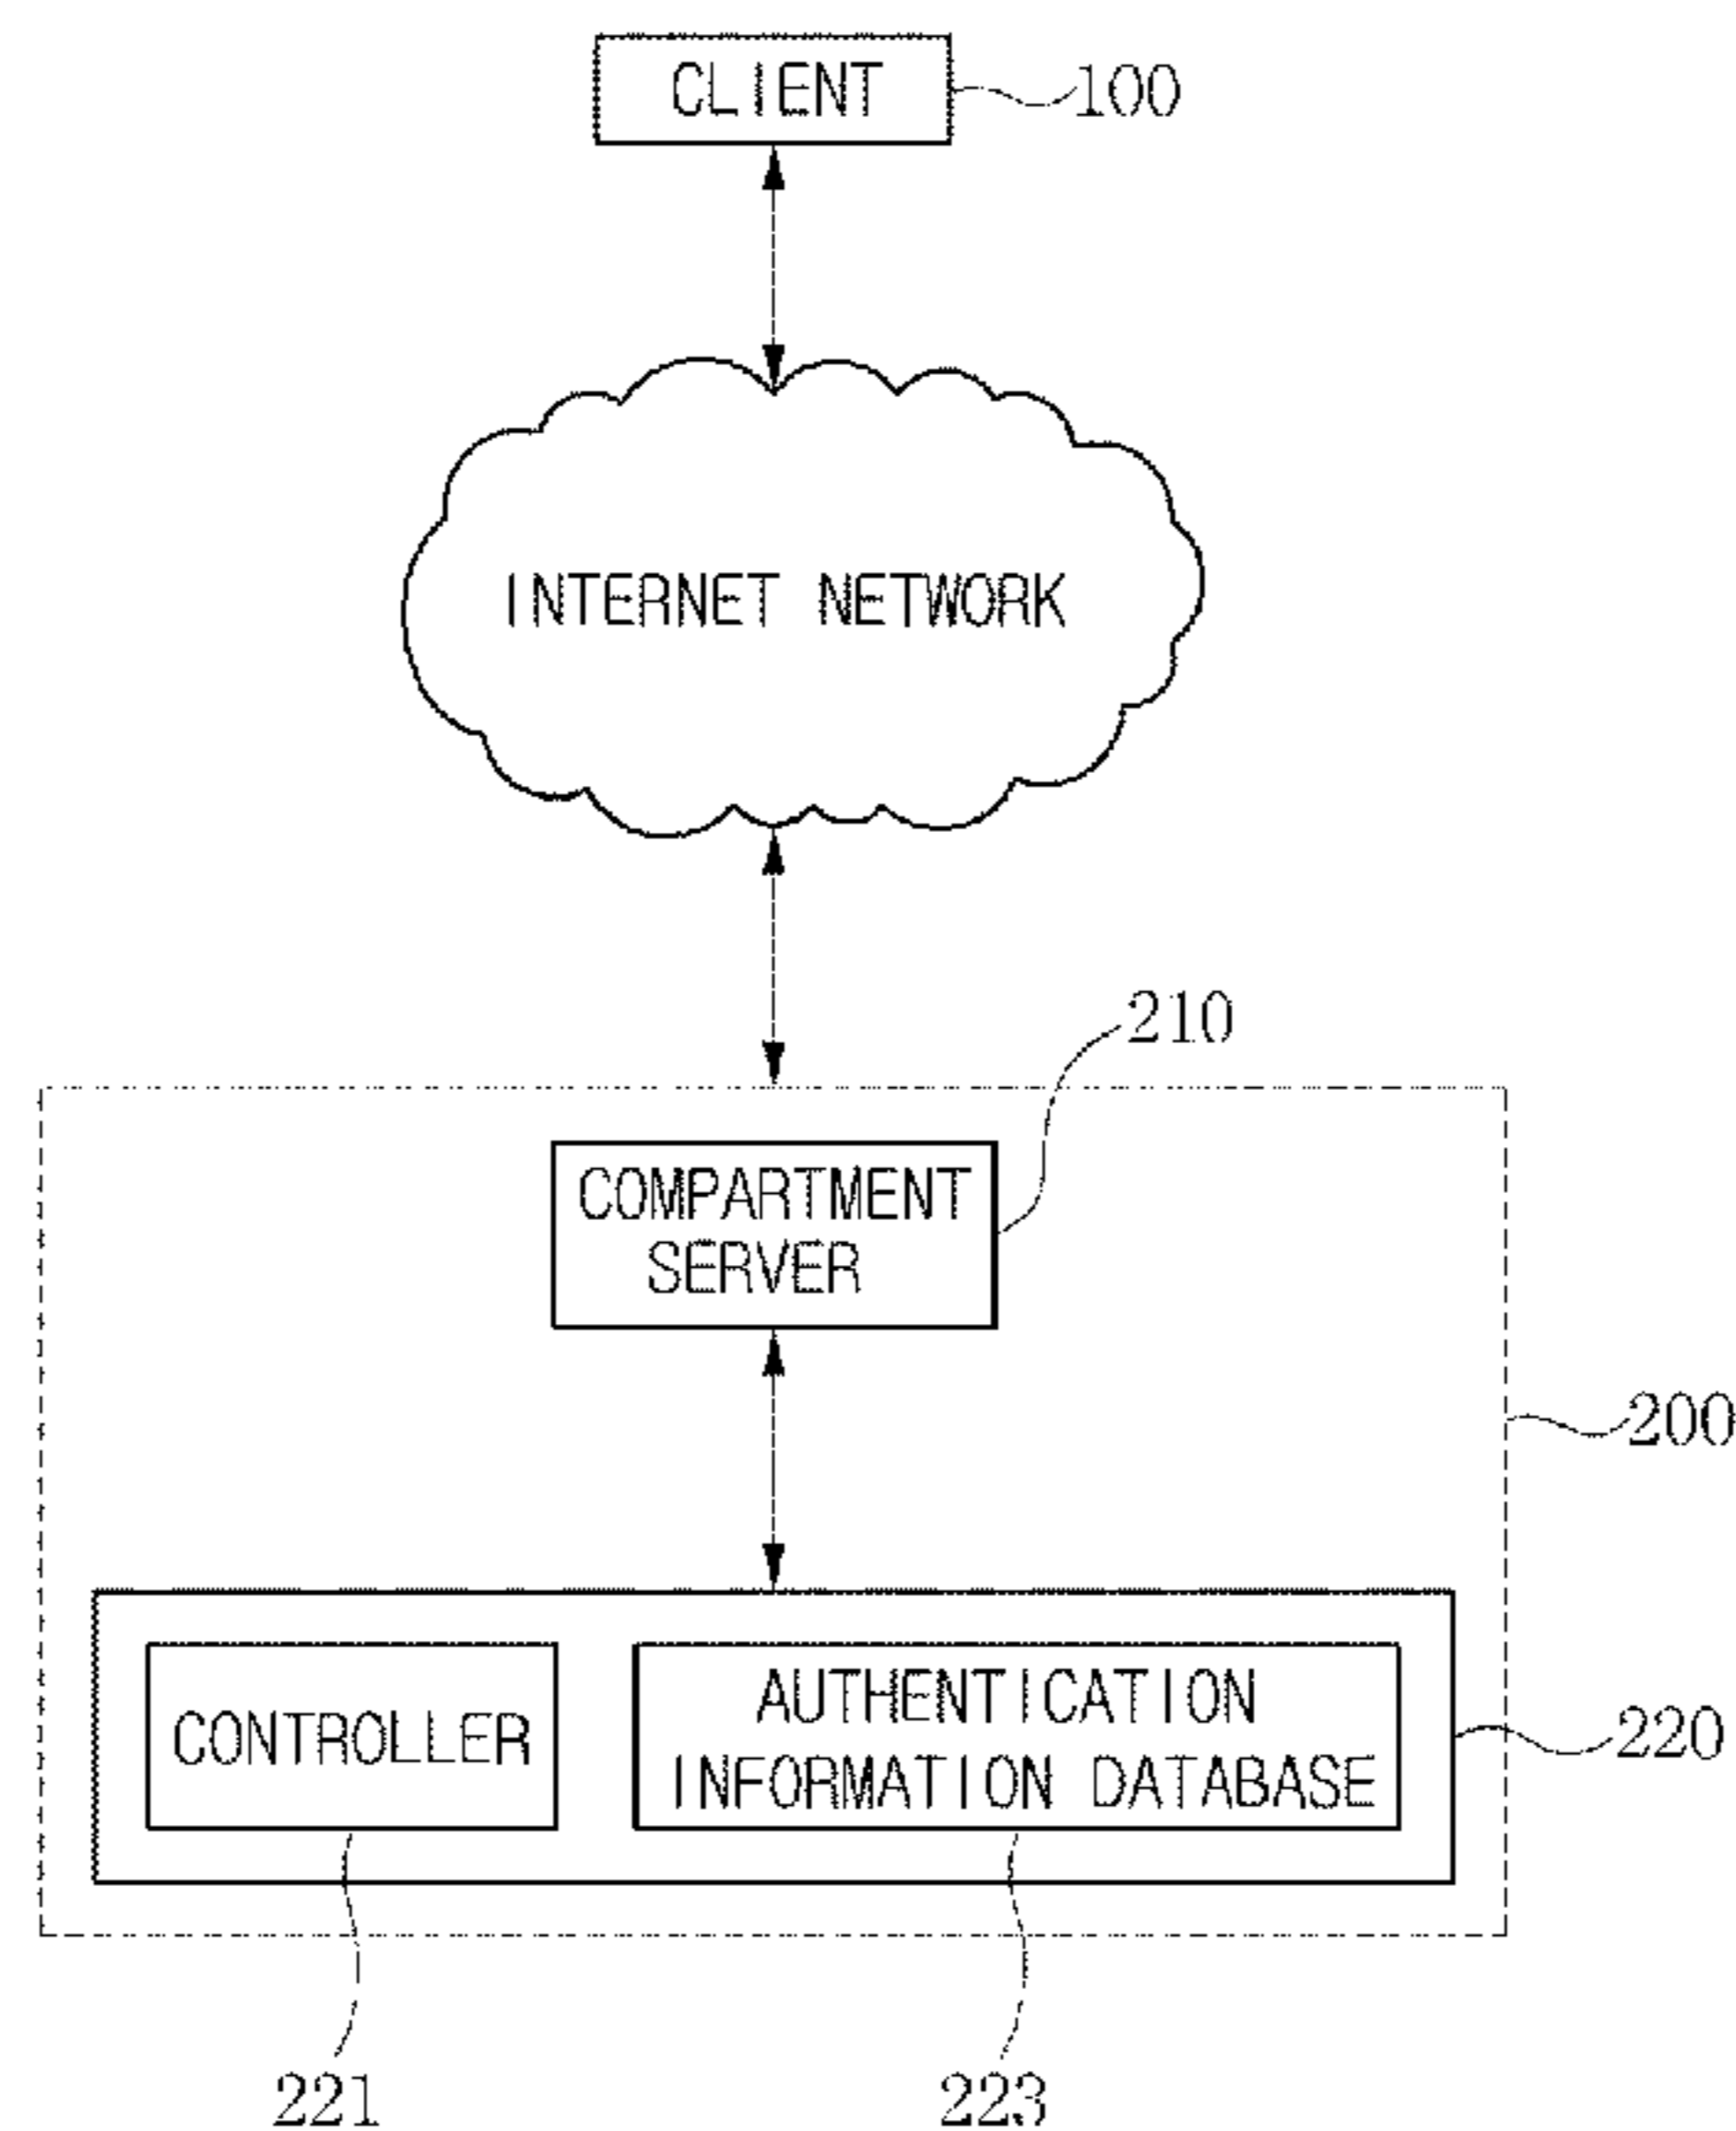 CLIENT
100
INTERNET NETWORK
210
COMPARTMENT
SERVER
200
CONTROLLER
AUTHENTICATION
INFORMATION DATABASE
220
221
223